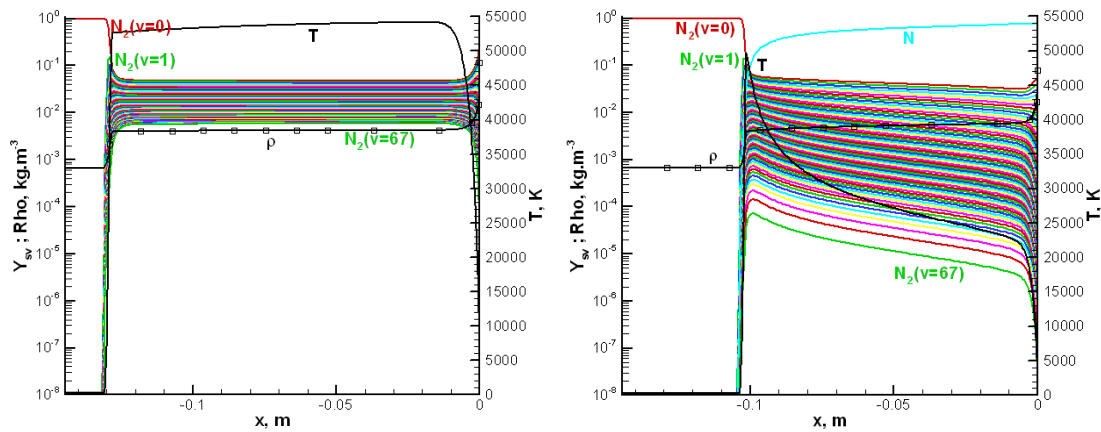 10⁰
10⁻¹
10⁻²
10⁻³
10⁻⁴
10⁻⁵
10⁻⁶
10⁻⁷
10⁻⁸
Y_sv ; Rho, kg.m⁻³
N₂(v=0)
T
N₂(v=1)
N₂(v=67)
ρ
55000
50000
45000
40000
35000
30000
25000
20000
15000
10000
5000
0
T, K
-0.1
-0.05
0
x, m
10⁰
10⁻¹
10⁻²
10⁻³
10⁻⁴
10⁻⁵
10⁻⁶
10⁻⁷
10⁻⁸
Y_sv ; Rho, kg.m⁻³
N₂(v=0)
N
N₂(v=1)
T
ρ
N₂(v=67)
55000
50000
45000
40000
35000
30000
25000
20000
15000
10000
5000
0
T, K
-0.1
-0.05
0
x, m